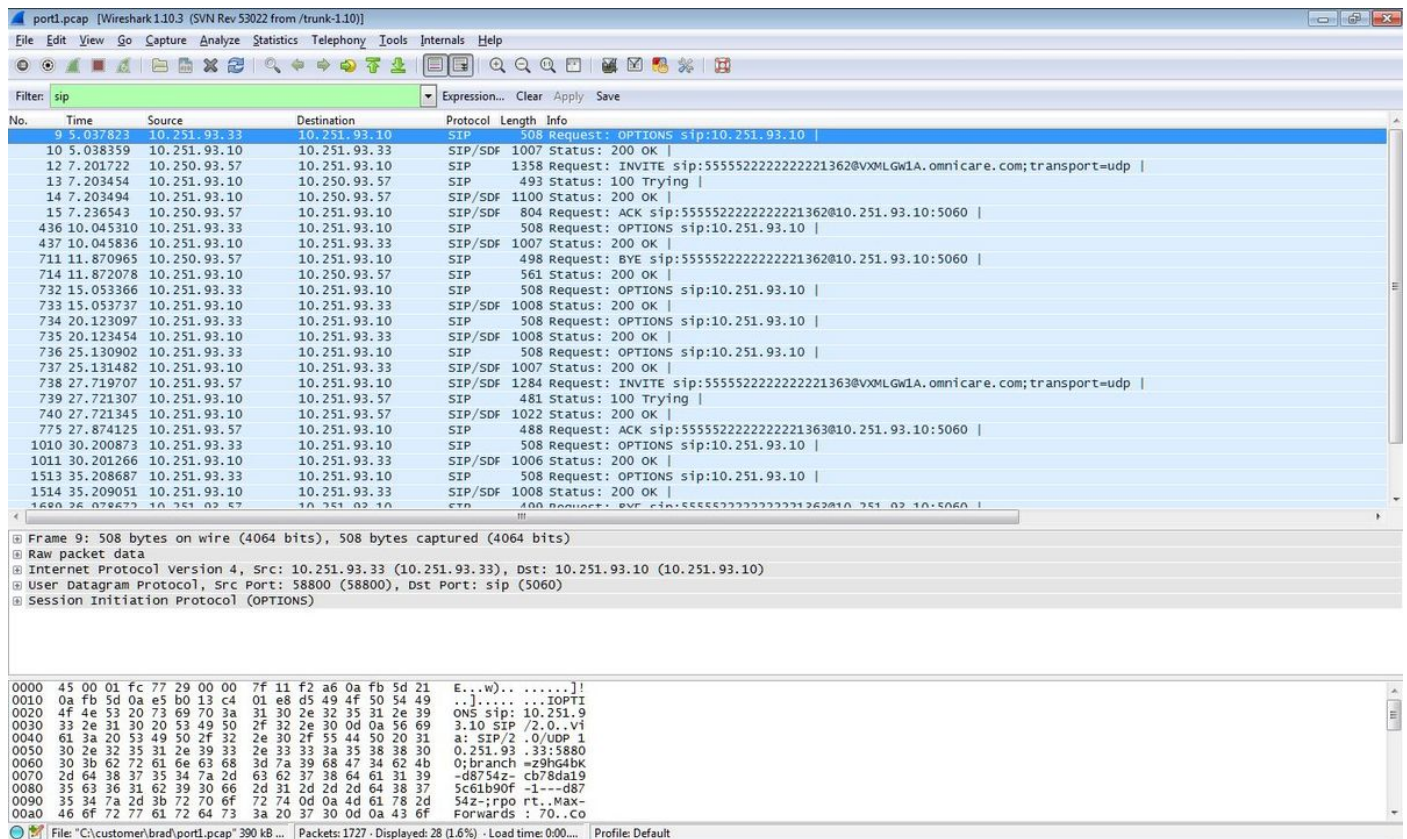 port1.pcap [Wireshark 1.10.3 (SVN Rev 53022 from /trunk-1.10)]
File Edit View Go Capture Analyze Statistics Telephony Tools Internals Help
Filter: sip Expression... Clear Apply Save
No. Time Source Destination Protocol Length Info
9 5.037823 10.251.93.33 10.251.93.10 SIP 508 Request: OPTIONS sip:10.251.93.10 |
10 5.038359 10.251.93.10 10.251.93.33 SIP/SDF 1007 Status: 200 OK |
12 7.201722 10.250.93.57 10.251.93.10 SIP 1358 Request: INVITE sip:5555522222222221362@VXMLGW1A.omnicare.com;transport=udp |
13 7.203454 10.251.93.10 10.250.93.57 SIP 493 Status: 100 Trying |
14 7.203494 10.251.93.10 10.250.93.57 SIP/SDF 1100 Status: 200 OK |
15 7.236543 10.250.93.57 10.251.93.10 SIP 804 Request: ACK sip:5555522222222221362@10.251.93.10:5060 |
436 10.045310 10.251.93.33 10.251.93.10 SIP 508 Request: OPTIONS sip:10.251.93.10 |
437 10.045836 10.251.93.10 10.251.93.33 SIP/SDF 1007 Status: 200 OK |
711 11.870965 10.250.93.57 10.251.93.10 SIP 498 Request: BYE sip:5555522222222221362@10.251.93.10:5060 |
714 11.872078 10.251.93.10 10.250.93.57 SIP 561 Status: 200 OK |
732 15.053366 10.251.93.33 10.251.93.10 SIP 508 Request: OPTIONS sip:10.251.93.10 |
733 15.053737 10.251.93.10 10.251.93.33 SIP/SDF 1008 Status: 200 OK |
734 20.123097 10.251.93.33 10.251.93.10 SIP 508 Request: OPTIONS sip:10.251.93.10 |
735 20.123454 10.251.93.10 10.251.93.33 SIP/SDF 1008 Status: 200 OK |
736 25.130902 10.251.93.33 10.251.93.10 SIP 508 Request: OPTIONS sip:10.251.93.10 |
737 25.131482 10.251.93.10 10.251.93.33 SIP/SDF 1007 Status: 200 OK |
738 27.719707 10.251.93.57 10.251.93.10 SIP/SDF 1284 Request: INVITE sip:5555522222222221363@VXMLGW1A.omnicare.com;transport=udp |
739 27.721307 10.251.93.10 10.251.93.57 SIP 481 Status: 100 Trying |
740 27.721345 10.251.93.10 10.251.93.57 SIP/SDF 1022 Status: 200 OK |
775 27.874125 10.251.93.57 10.251.93.10 SIP 488 Request: ACK sip:5555522222222221363@10.251.93.10:5060 |
1010 30.200873 10.251.93.33 10.251.93.10 SIP 508 Request: OPTIONS sip:10.251.93.10 |
1011 30.201266 10.251.93.10 10.251.93.33 SIP/SDF 1006 Status: 200 OK |
1513 35.208687 10.251.93.33 10.251.93.10 SIP 508 Request: OPTIONS sip:10.251.93.10 |
1514 35.209051 10.251.93.10 10.251.93.33 SIP/SDF 1008 Status: 200 OK |
1689 36.978672 10.251.93.57 10.251.93.10 SIP 499 Request: BYE sip:5555522222222221363@10.251.93.10:5060 |
Frame 9: 508 bytes on wire (4064 bits), 508 bytes captured (4064 bits)
Raw packet data
Internet Protocol Version 4, Src: 10.251.93.33 (10.251.93.33), Dst: 10.251.93.10 (10.251.93.10)
User Datagram Protocol, Src Port: 58800 (58800), Dst Port: sip (5060)
Session Initiation Protocol (OPTIONS)
0000 45 00 01 fc 77 29 00 00 7f 11 f2 a6 0a fb 5d 21 E...w).. ......]!
0010 0a fb 5d 0a e5 b0 13 c4 01 e8 d5 49 4f 50 54 49 ..]..... ...IOPTI
0020 4f 4e 53 20 73 69 70 3a 31 30 2e 32 35 31 2e 39 ONS sip: 10.251.9
0030 33 2e 31 30 20 53 49 50 2f 32 2e 30 0d 0a 56 69 3.10 SIP /2.0..Vi
0040 61 3a 20 53 49 50 2f 32 2e 30 2f 55 44 50 20 31 a: SIP/2 .0/UDP 1
0050 30 2e 32 35 31 2e 39 33 2e 33 33 3a 35 38 38 30 0.251.93 .33:5880
0060 30 3b 62 72 61 6e 63 68 3d 7a 39 68 47 34 62 4b 0;branch =z9hG4bK
0070 2d 64 38 37 35 34 7a 2d 63 62 37 38 64 61 31 39 -d8754z- cb78da19
0080 35 63 36 31 62 39 30 66 2d 31 2d 2d 2d 64 38 37 5c61b90f -1---d87
0090 35 34 7a 2d 3b 72 70 6f 72 74 0d 0a 4d 61 78 2d 54z-;rpo rt..Max-
00a0 46 6f 72 77 61 72 64 73 3a 20 37 30 0d 0a 43 6f Forwards : 70..Co
File: "C:\customer\brad\port1.pcap" 390 kB ... Packets: 1727 · Displayed: 28 (1.6%) · Load time: 0:00.... Profile: Default